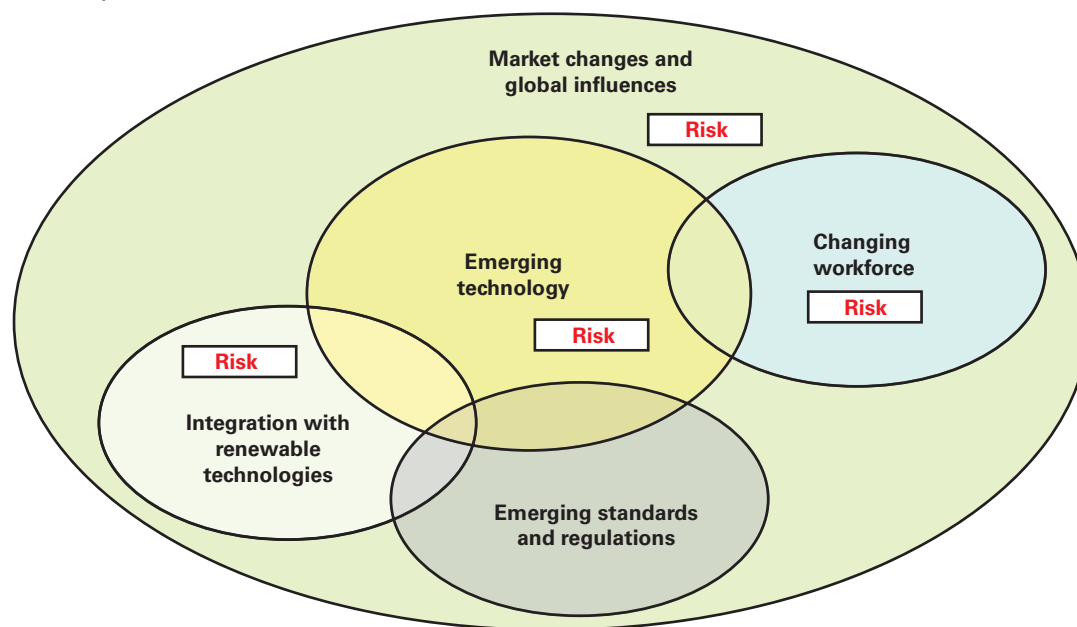 Market changes and
global influences
Risk
Emerging
technology
Risk
Changing
workforce
Risk
Risk
Integration with
renewable
technologies
Emerging standards
and regulations